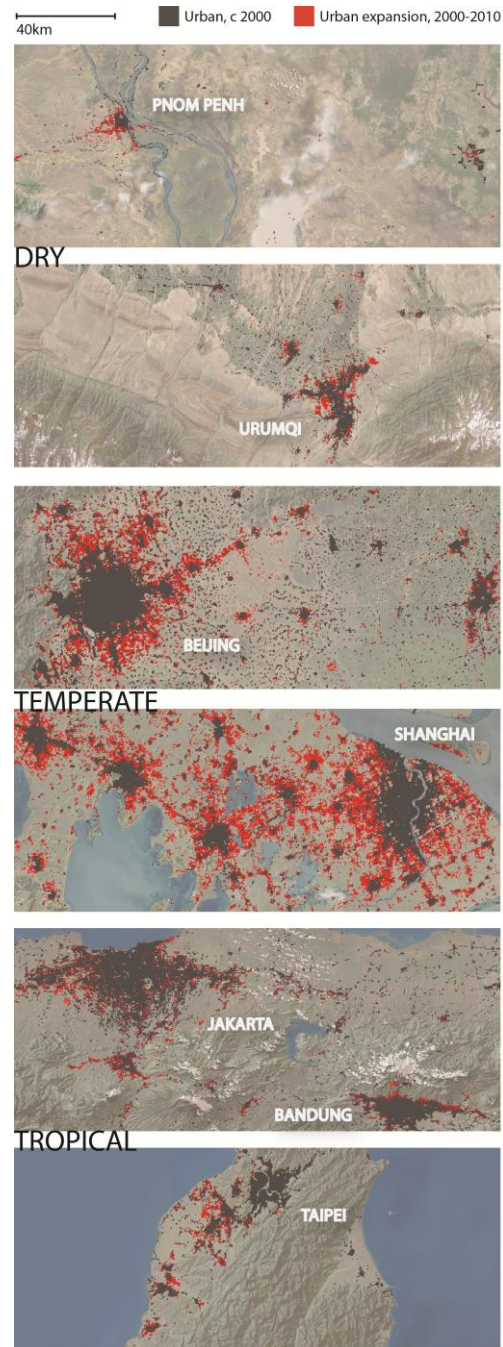 Urban, c 2000
Urban expansion, 2000-2010
40km
PNOM PENH
DRY
URUMQI
BEIJING
TEMPERATE
SHANGHAI
JAKARTA
BANDUNG
TROPICAL
TAIPEI